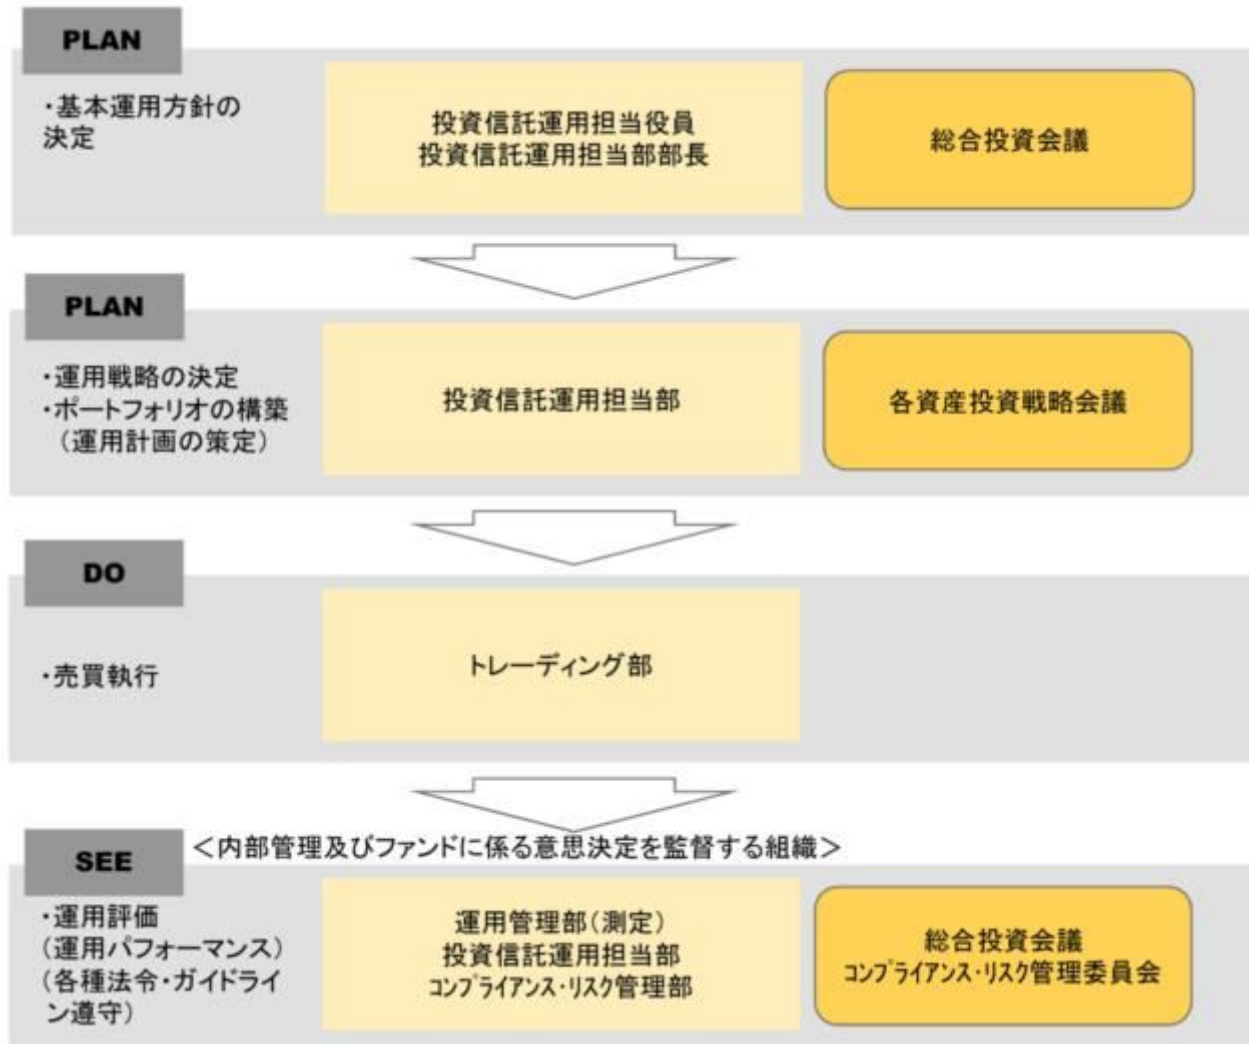 PLAN
・基本運用方針の
決定
投資信託運用担当役員
投資信託運用担当部部長
総合投資会議
PLAN
・運用戦略の決定
・ポートフォリオの構築
（運用計画の策定）
投資信託運用担当部
各資産投資戦略会議
DO
・売買執行
トレーディング部
SEE
＜内部管理及びファンドに係る意思決定を監督する組織＞
・運用評価
(運用パフォーマンス)
(各種法令・ガイドライ
ン遵守)
運用管理部（測定）
投資信託運用担当部
ｺﾝﾌﾟﾗｲｱﾝｽ・ﾘｽｸ管理部
総合投資会議
ｺﾝﾌﾟﾗｲｱﾝｽ・ﾘｽｸ管理委員会